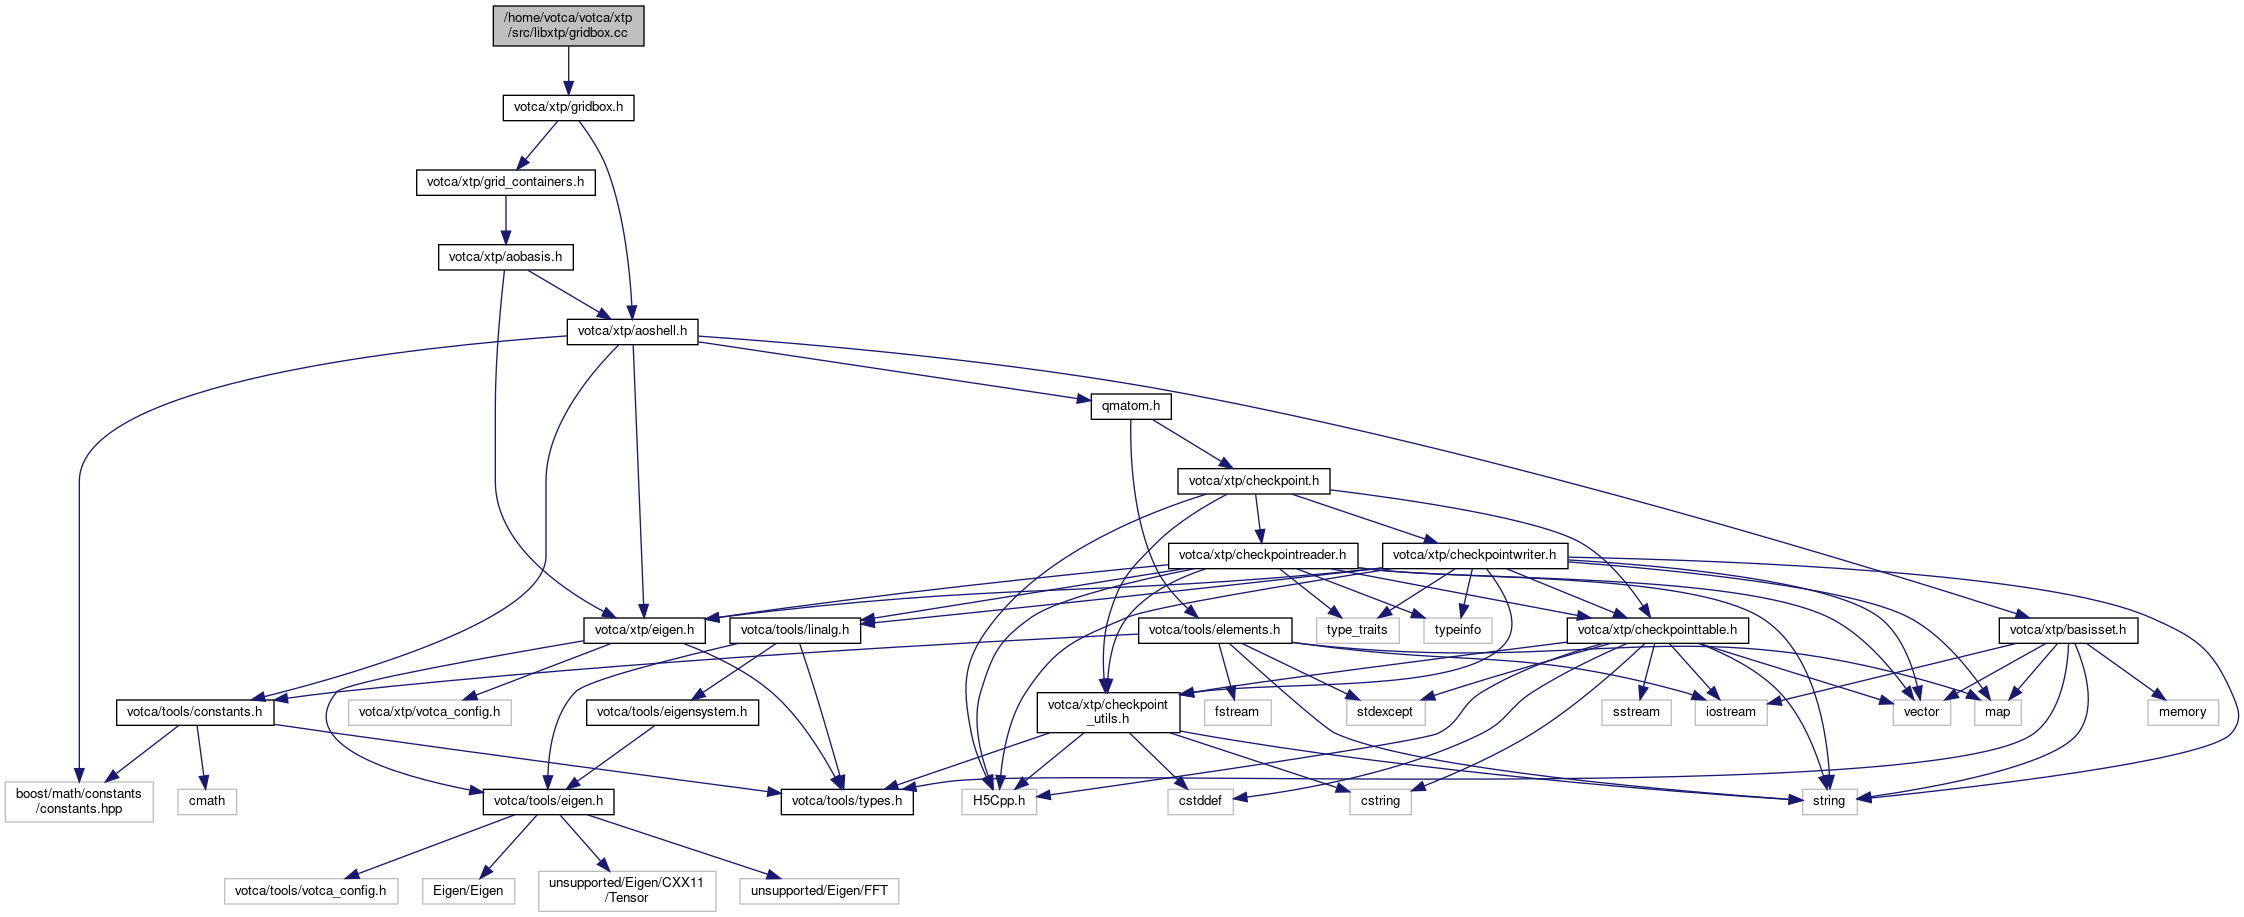 /home/votca/votca/xtp
/src/libxtp/gridbox.cc
votca/xtp/gridbox.h
votca/xtp/grid_containers.h
votca/xtp/aobasis.h
votca/xtp/aoshell.h
qmatom.h
votca/xtp/checkpoint.h
votca/xtp/checkpointreader.h
votca/xtp/checkpointwriter.h
votca/xtp/eigen.h
votca/tools/linalg.h
votca/tools/elements.h
type_traits
typeinfo
votca/xtp/checkpointtable.h
votca/xtp/basisset.h
votca/tools/constants.h
votca/xtp/votca_config.h
votca/tools/eigensystem.h
votca/xtp/checkpoint
_utils.h
fstream
stdexcept
sstream
iostream
vector
map
memory
boost/math/constants
/constants.hpp
cmath
votca/tools/eigen.h
votca/tools/types.h
H5Cpp.h
cstddef
cstring
string
votca/tools/votca_config.h
Eigen/Eigen
unsupported/Eigen/CXX11
/Tensor
unsupported/Eigen/FFT